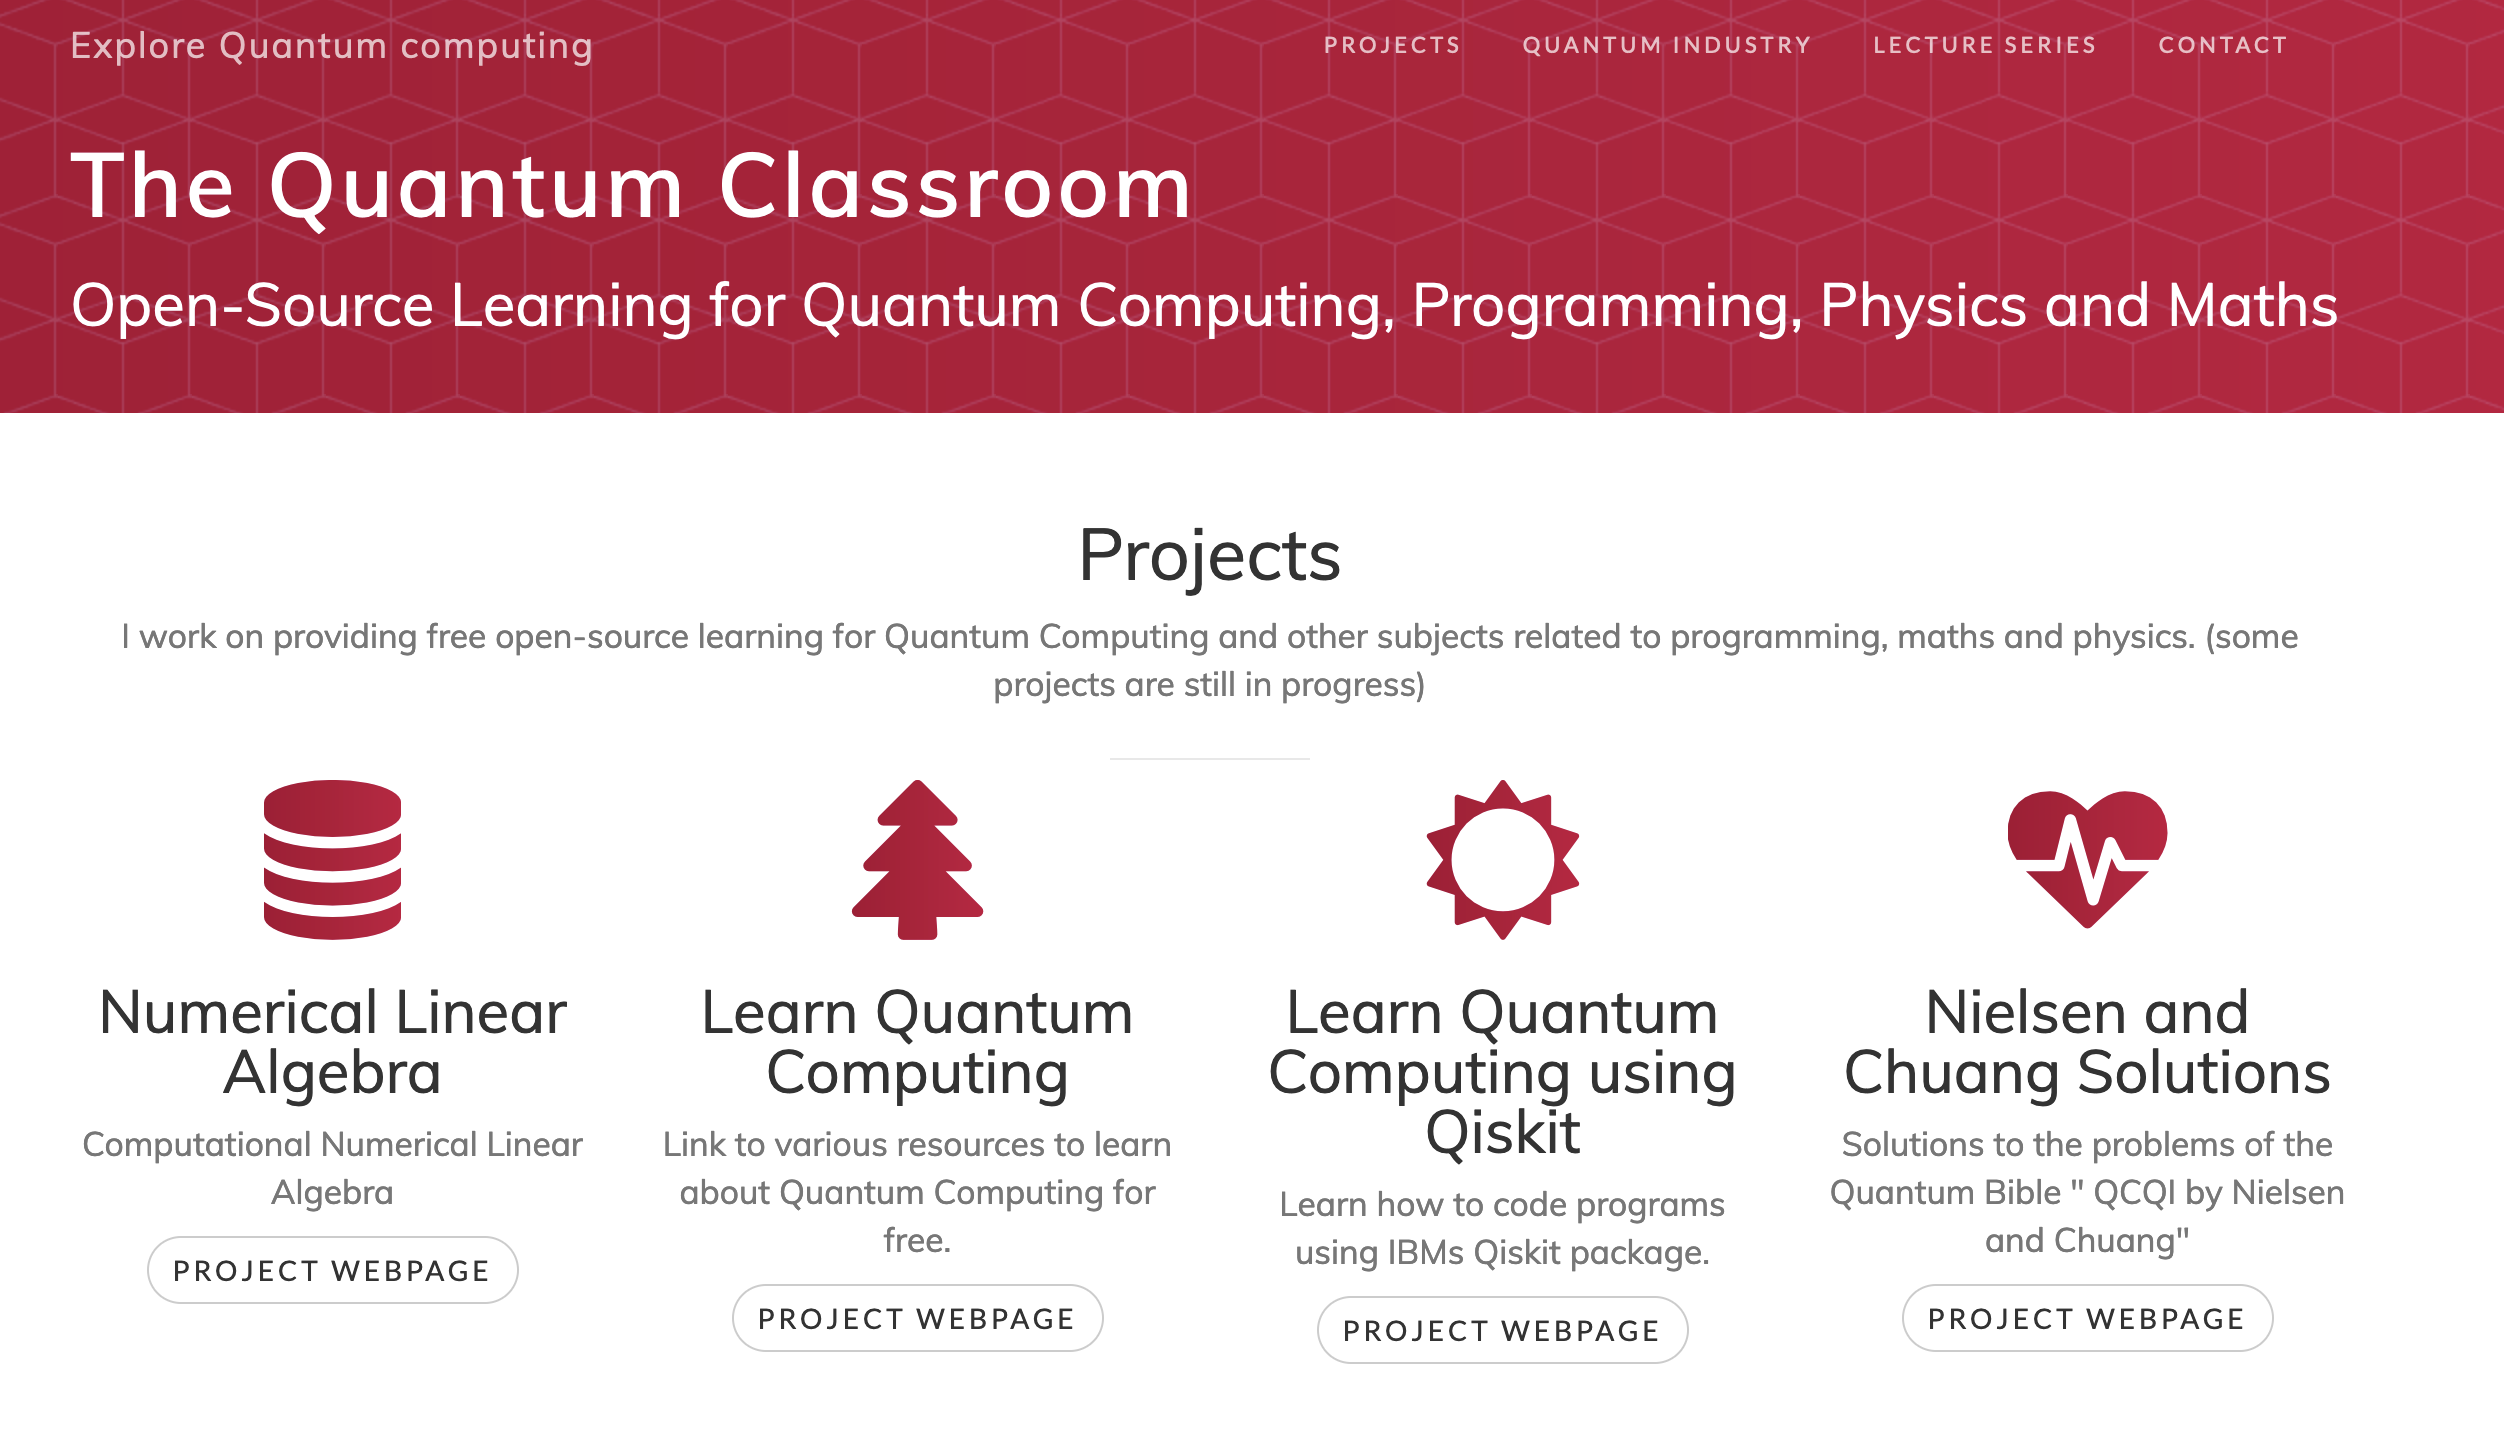 Explore Quantum computing
PROJECTS QUANTUM INDUSTRY LECTURE SERIES CONTACT
The Quantum Classroom
Open-Source Learning for Quantum Computing, Programming, Physics and Maths
Projects
I work on providing free open-source learning for Quantum Computing and other subjects related to programming, maths and physics. (some
projects are still in progress)
Numerical Linear
Algebra
Computational Numerical Linear
Algebra
PROJECT WEBPAGE
Learn Quantum
Computing
Link to various resources to learn
about Quantum Computing for
free.
PROJECT WEBPAGE
Learn Quantum
Computing using
Qiskit
Learn how to code programs
using IBMs Qiskit package.
PROJECT WEBPAGE
Nielsen and
Chuang Solutions
Solutions to the problems of the
Quantum Bible " QCQI by Nielsen
and Chuang"
PROJECT WEBPAGE